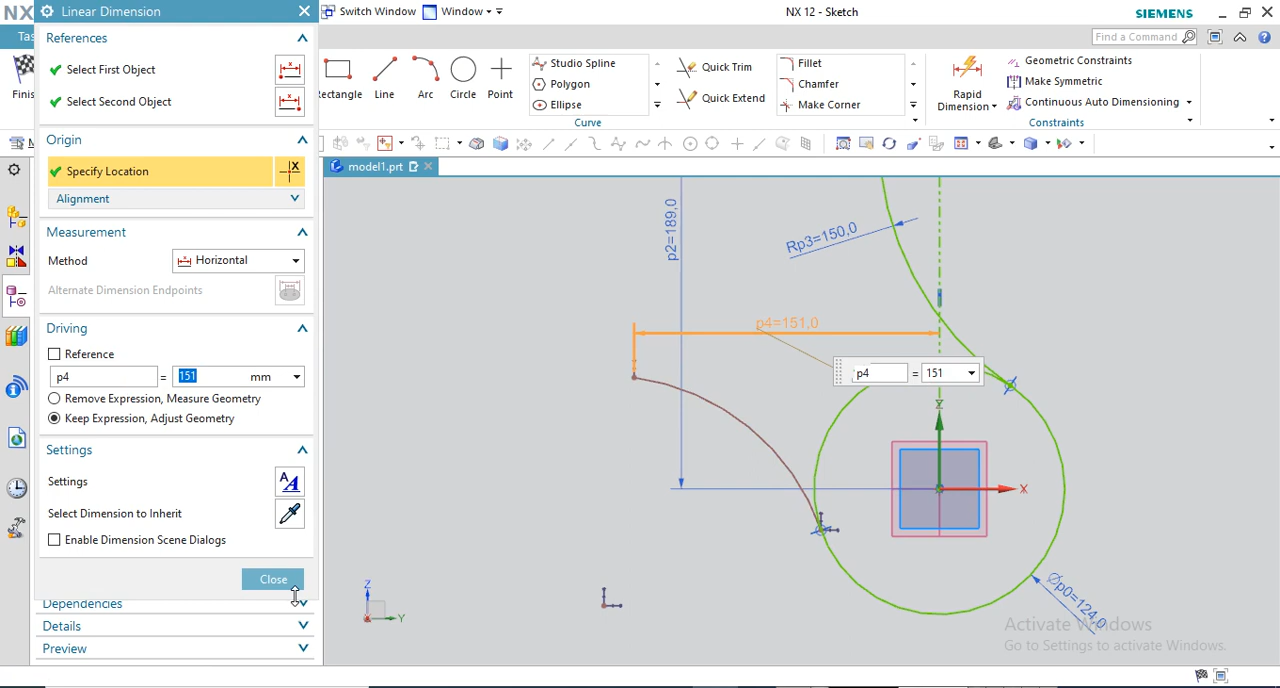 NX
Linear Dimension
Switch Window
Window
NX 12 - Sketch
SIEMENS
Find a Command
References
Select First Object
Select Second Object
Origin
Specify Location
Alignment
Measurement
Method
Horizontal
Alternate Dimension Endpoints
Driving
Reference
p4
=
151
mm
Remove Expression, Measure Geometry
Keep Expression, Adjust Geometry
Settings
Settings
Select Dimension to Inherit
Enable Dimension Scene Dialogs
Close
Dependencies
Details
Preview
Line
Arc
Circle
Point
Studio Spline
Polygon
Ellipse
Quick Trim
Quick Extend
Curve
Fillet
Chamfer
Make Corner
Rapid
Dimension
Geometric Constraints
Make Symmetric
Continuous Auto Dimensioning
Constraints
model1.prt
p2=189,0
Rp3=150,0
p4=151,0
p4
=
151
Z
X
Øp0=124,0
Z
Y
Activate Windows
Go to Settings to activate Windows.